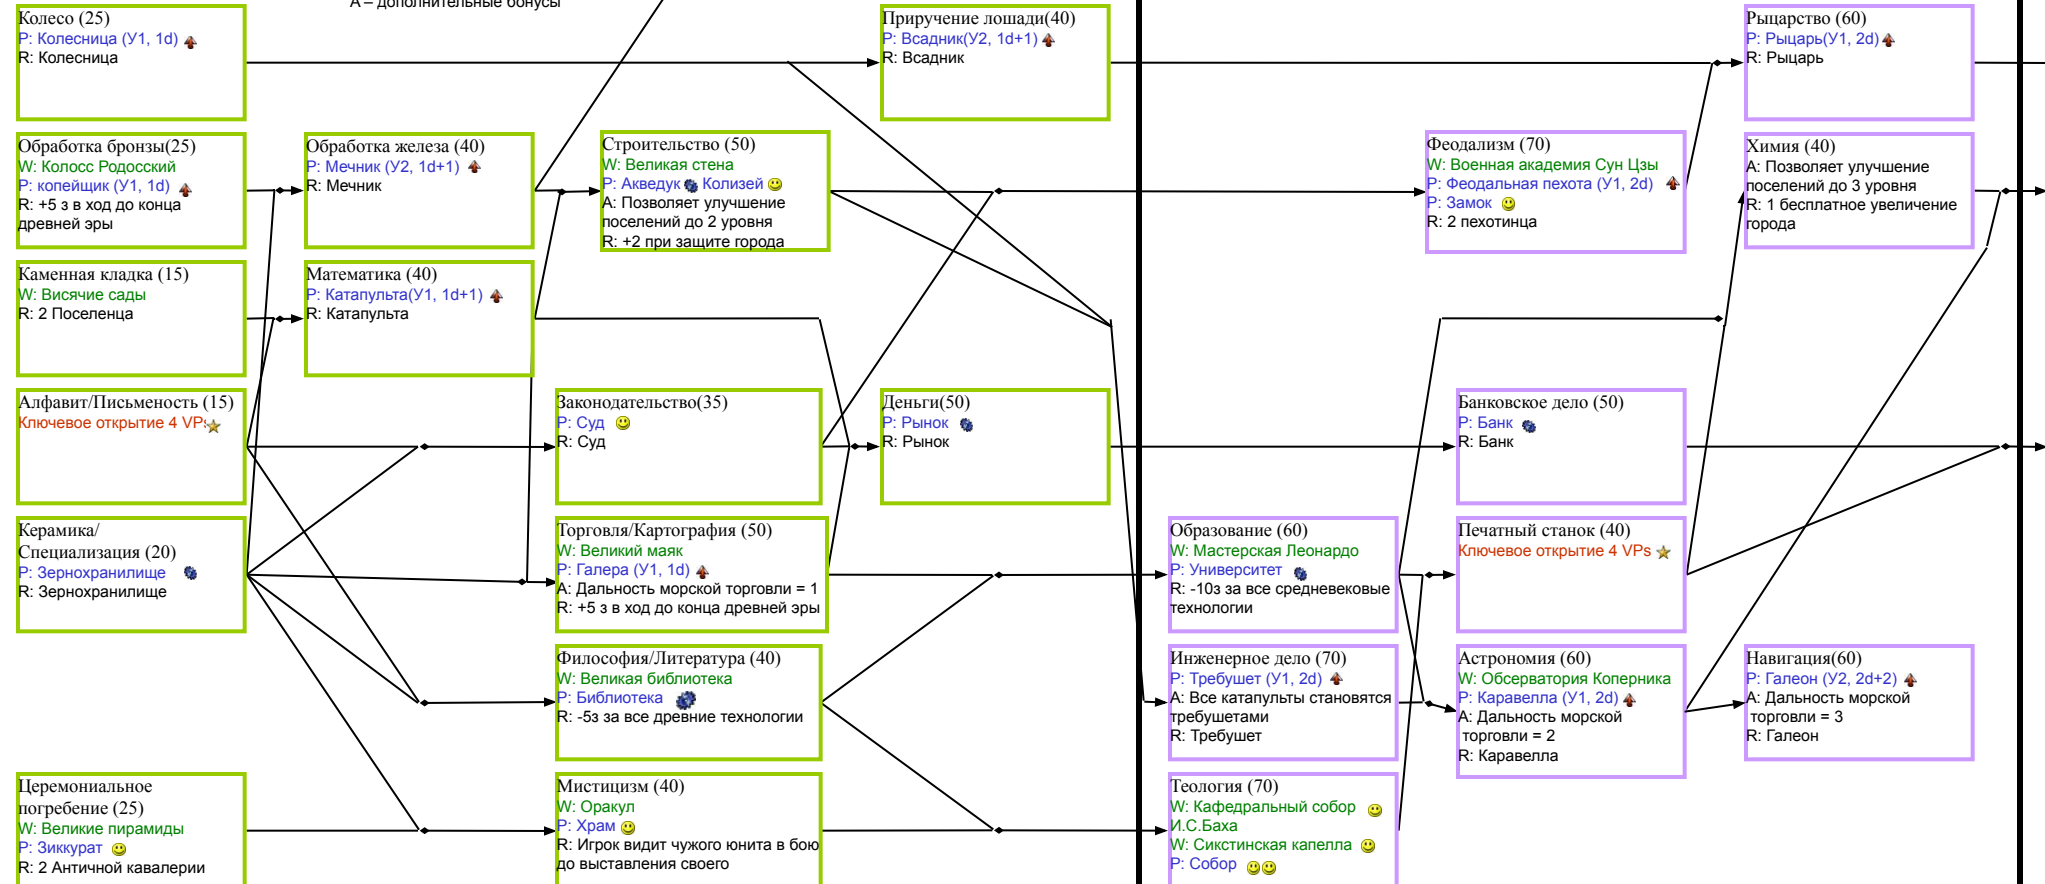 А – дополнительные бонусы
Колесо (25)
P: Колесница (У1, 1d)
R: Колесница
Приручение лошади(40)
P: Всадник(У2, 1d+1)
R: Всадник
Рыцарство (60)
P: Рыцарь(У1, 2d)
R: Рыцарь
Обработка бронзы(25)
W: Колосс Родосский
P: копейщик (У1, 1d)
R: +5 з в ход до конца
древней эры
Обработка железа (40)
P: Мечник (У2, 1d+1)
R: Мечник
Строительство (50)
W: Великая стена
P: Акведук Колизей
А: Позволяет улучшение
поселений до 2 уровня
R: +2 при защите города
Феодализм (70)
W: Военная академия Сун Цзы
P: Феодальная пехота (У1, 2d)
P: Замок
R: 2 пехотинца
Химия (40)
А: Позволяет улучшение
поселений до 3 уровня
R: 1 бесплатное увеличение
города
Каменная кладка (15)
W: Висячие сады
R: 2 Поселенца
Математика (40)
P: Катапульта(У1, 1d+1)
R: Катапульта
Алфавит/Письменость (15)
Ключевое открытие 4 VPs
Законодательство(35)
P: Суд
R: Суд
Деньги(50)
P: Рынок
R: Рынок
Банковское дело (50)
P: Банк
R: Банк
Керамика/
Специализация (20)
P: Зернохранилище
R: Зернохранилище
Торговля/Картография (50)
W: Великий маяк
P: Галера (У1, 1d)
А: Дальность морской торговли = 1
R: +5 з в ход до конца древней эры
Образование (60)
W: Мастерская Леонардо
P: Университет
R: -10з за все средневековые
технологии
Печатный станок (40)
Ключевое открытие 4 VPs
Философия/Литература (40)
W: Великая библиотека
P: Библиотека
R: -5з за все древние технологии
Инженерное дело (70)
P: Требушет (У1, 2d)
А: Все катапульты становятся
требушетами
R: Требушет
Астрономия (60)
W: Обсерватория Коперника
P: Каравелла (У1, 2d)
А: Дальность морской
торговли = 2
R: Каравелла
Навигация(60)
P: Галеон (У2, 2d+2)
А: Дальность морской
торговли = 3
R: Галеон
Церемониальное
погребение (25)
W: Великие пирамиды
P: Зиккурат
R: 2 Античной кавалерии
Мистицизм (40)
W: Оракул
P: Храм
R: Игрок видит чужого юнита в бою
до выставления своего
Теология (70)
W: Кафедральный собор
И.С.Баха
W: Сикстинская капелла
P: Собор